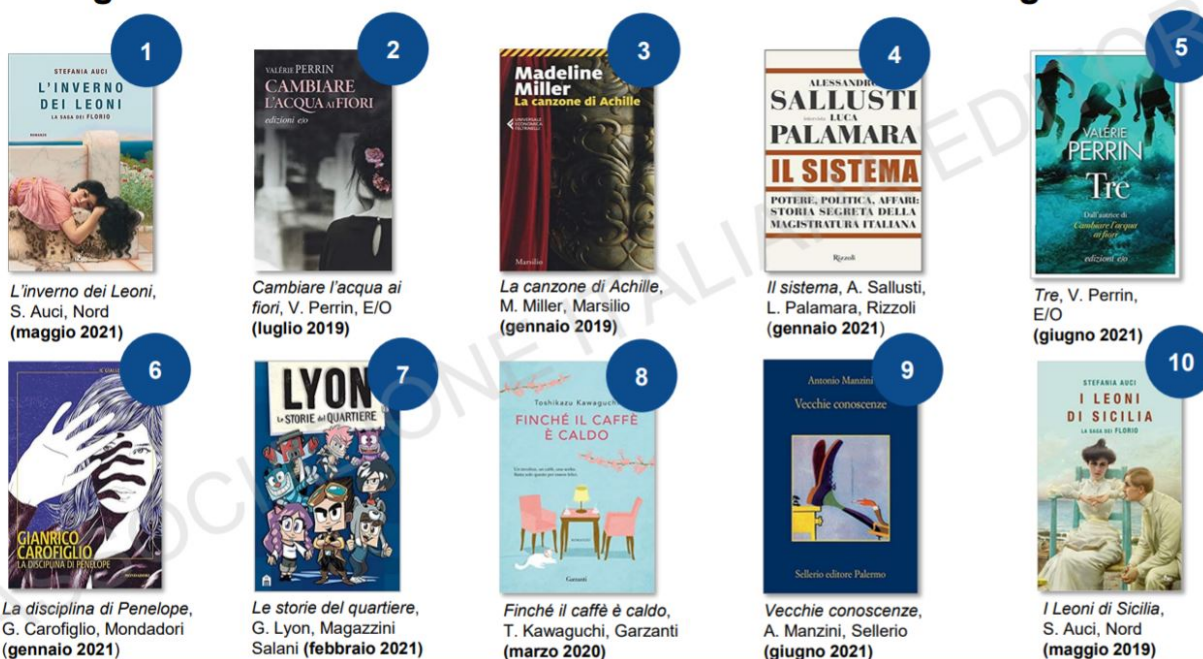 1
STEFANIA AUCI
L'INVERNO
DEI LEONI
LA SAGA DEI FLORIO
ROMANZO
L'inverno dei Leoni,
S. Auci, Nord
(maggio 2021)
2
VALÉRIE PERRIN
CAMBIARE
L'ACQUA AI FIORI
edizioni e/o
Cambiare l'acqua ai
fiori, V. Perrin, E/O
(luglio 2019)
3
Madeline
Miller
La canzone di Achille
UNIVERSALE
ECONOMICA
FELTRINELLI
Marsilio
La canzone di Achille,
M. Miller, Marsilio
(gennaio 2019)
4
ALESSANDRO
SALLUSTI
LUCA
PALAMARA
IL SISTEMA
POTERE, POLITICA, AFFARI:
STORIA SEGRETA DELLA
MAGISTRATURA ITALIANA
Rizzoli
Il sistema, A. Sallusti,
L. Palamara, Rizzoli
(gennaio 2021)
5
VALÉRIE
PERRIN
Tre
Dall'autrice di
Cambiare l'acqua
ai fiori
edizioni e/o
Tre, V. Perrin,
E/O
(giugno 2021)
6
GIANRICO
CAROFIGLIO
LA DISCIPLINA DI PENELOPE
MONDADORI
La disciplina di Penelope,
G. Carofiglio, Mondadori
(gennaio 2021)
7
LYON
Le STORIE del QUARTIERE
Le storie del quartiere,
G. Lyon, Magazzini
Salani (febbraio 2021)
8
Toshikazu Kawaguchi
FINCHÉ IL CAFFÈ
È CALDO
Garzanti
Finché il caffè è caldo,
T. Kawaguchi, Garzanti
(marzo 2020)
9
Antonio Manzini
Vecchie conoscenze
Sellerio editore Palermo
Vecchie conoscenze,
A. Manzini, Sellerio
(giugno 2021)
10
STEFANIA AUCI
I LEONI
DI SICILIA
LA SAGA DEI FLORIO
I Leoni di Sicilia,
S. Auci, Nord
(maggio 2019)